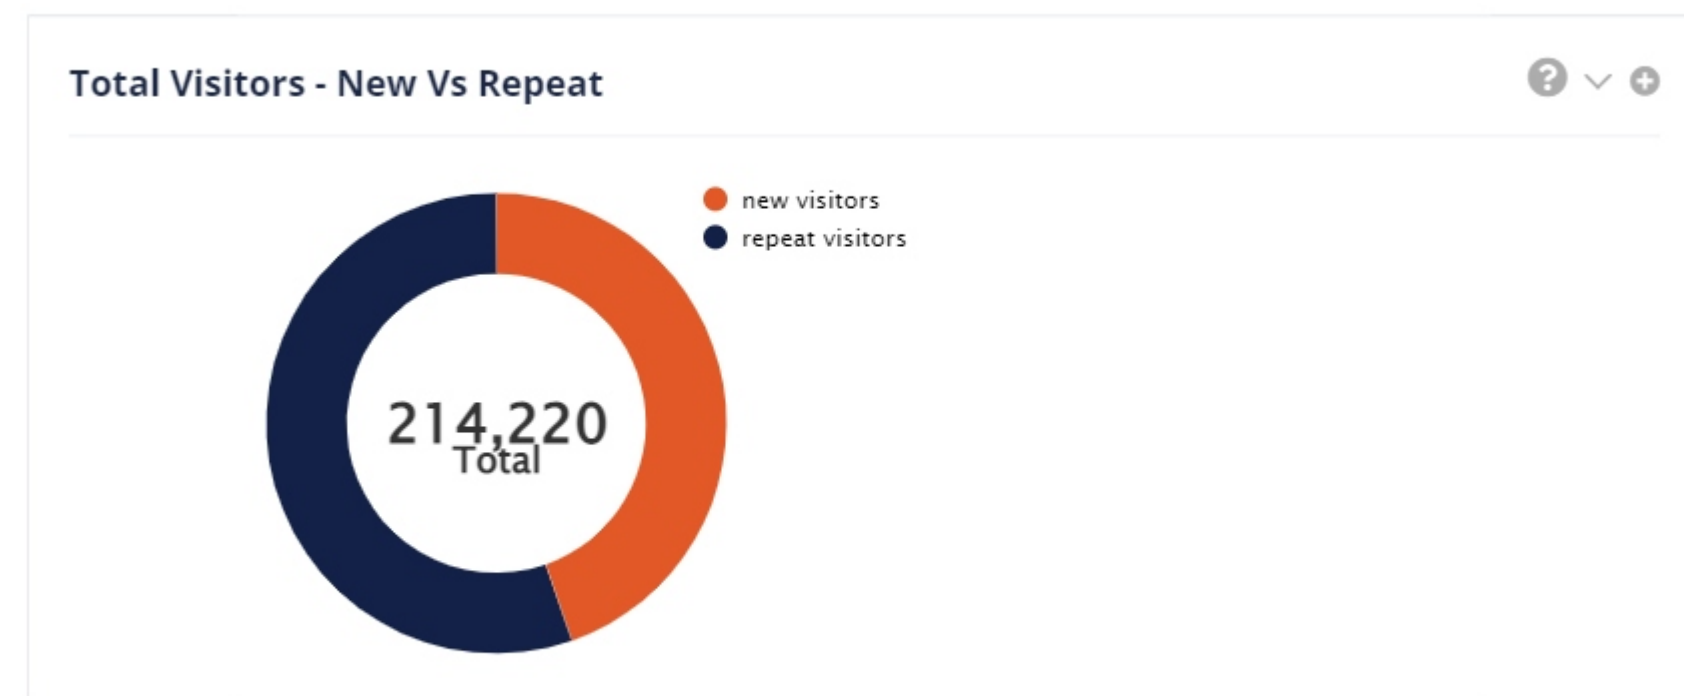 Total Visitors - New Vs Repeat
new visitors
repeat visitors
214,220
Total